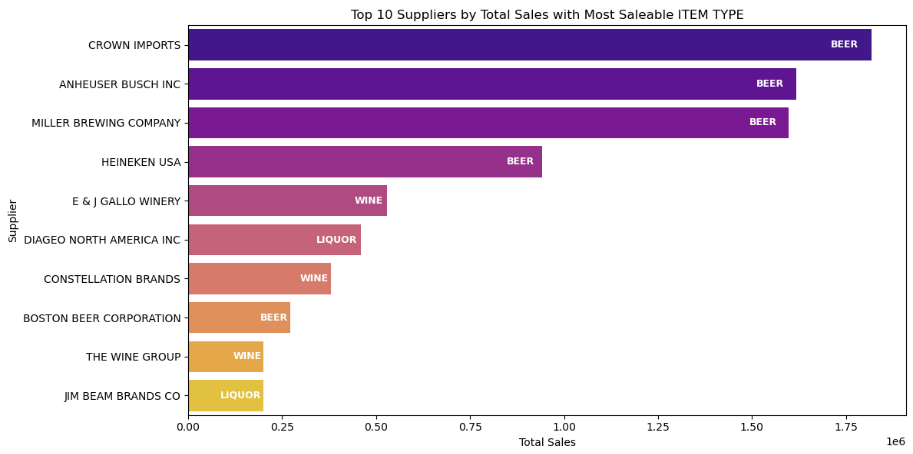 Top 10 Suppliers by Total Sales with Most Saleable ITEM TYPE
Supplier
CROWN IMPORTS BEER
ANHEUSER BUSCH INC BEER
MILLER BREWING COMPANY BEER
HEINEKEN USA BEER
E & J GALLO WINERY WINE
DIAGEO NORTH AMERICA INC LIQUOR
CONSTELLATION BRANDS WINE
BOSTON BEER CORPORATION BEER
THE WINE GROUP WINE
JIM BEAM BRANDS CO LIQUOR
0.00 0.25 0.50 0.75 1.00 1.25 1.50 1.75
1e6
Total Sales